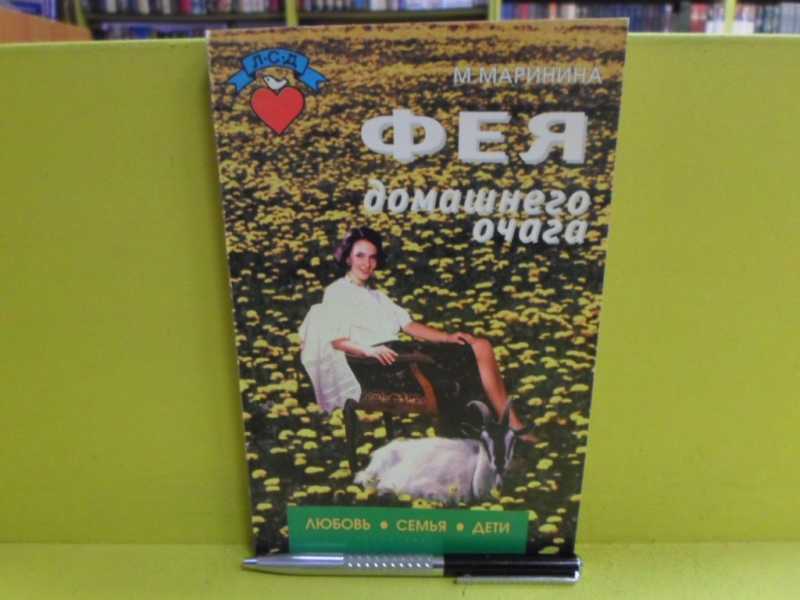 Л•С•Д
М.МАРИНИНА
ФЕЯ
домашнего
очага
ЛЮБОВЬ • СЕМЬЯ • ДЕТИ